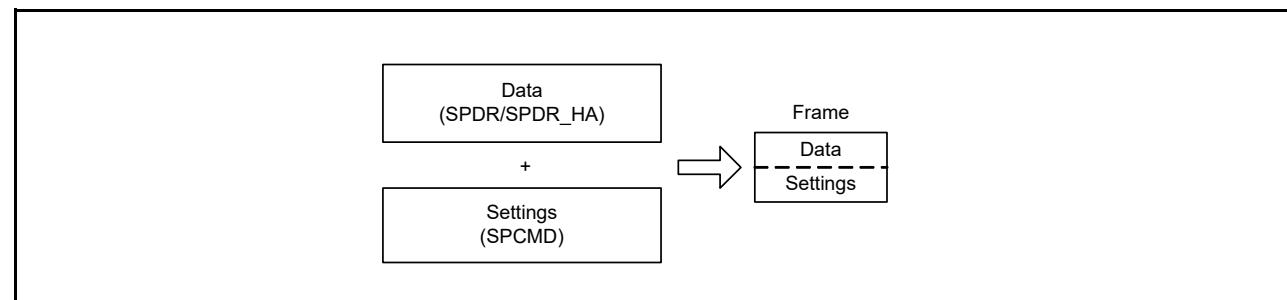 Data
(SPDR/SPDR_HA)
+
Settings
(SPCMD)
Frame
Data
Settings